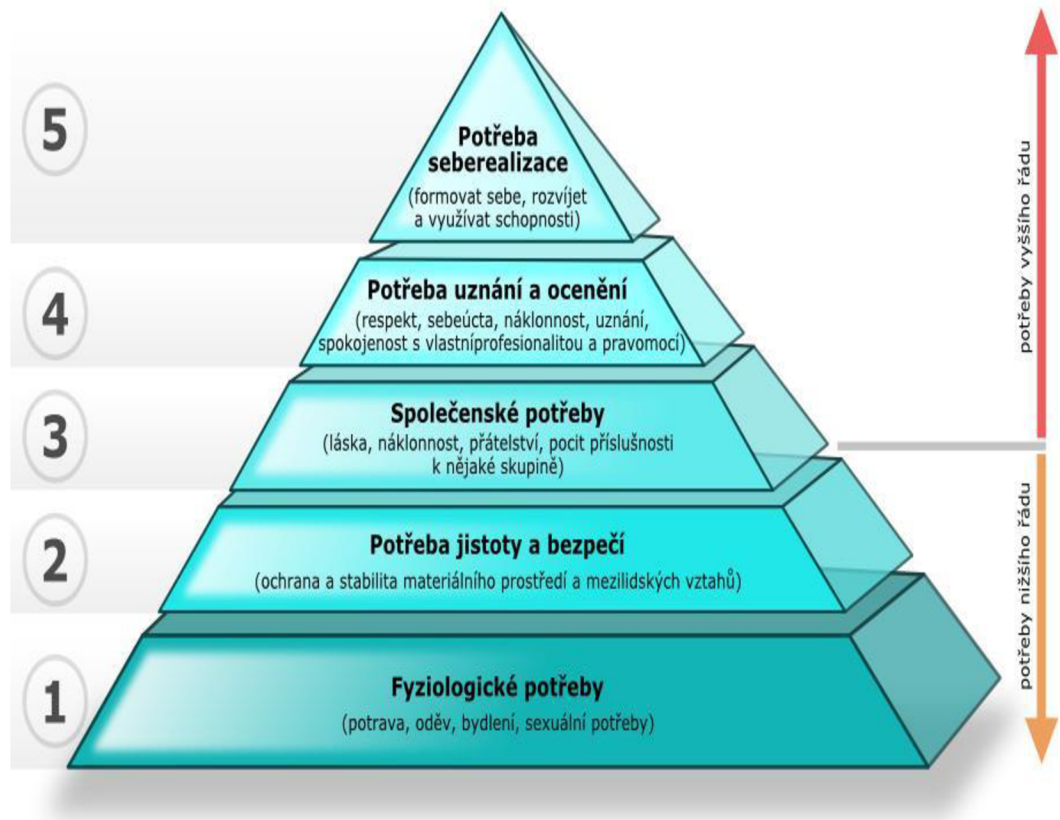 5
Potřeba
seberealizace
(formovat sebe, rozvíjet
a využívat schopnosti)
4
Potřeba uznání a ocenění
(respekt, sebeúcta, náklonnost, uznání,
spokojenost s vlastníprofesionalitou a pravomocí)
3
Společenské potřeby
(láska, náklonnost, přátelství, pocit příslušnosti
k nějaké skupině)
2
Potřeba jistoty a bezpečí
(ochrana a stabilita materiálního prostředí a mezilidských vztahů)
1
Fyziologické potřeby
(potrava, oděv, bydlení, sexuální potřeby)
potřeby vyššího řádu
potřeby nižšího řádu